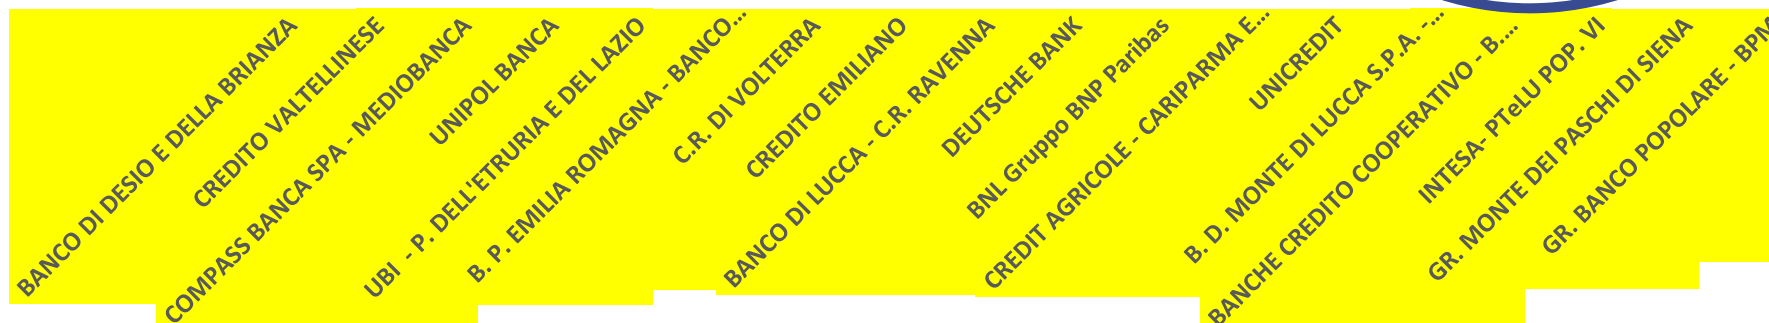 BANCO DI DESIO E DELLA BRIANZA
CREDITO VALTELLINESE
COMPASS BANCA SPA - MEDIOBANCA
UNIPOL BANCA
UBI - P. DELL'ETRURIA E DEL LAZIO
B. P. EMILIA ROMAGNA - BANCO...
C.R. DI VOLTERRA
CREDITO EMILIANO
BANCO DI LUCCA - C.R. RAVENNA
DEUTSCHE BANK
BNL Gruppo BNP Paribas
CREDIT AGRICOLE - CARIPARMA E...
UNICREDIT
B. D. MONTE DI LUCCA S.P.A. -...
BANCHE CREDITO COOPERATIVO - B....
INTESA- PTeLU POP. VI
GR. MONTE DEI PASCHI DI SIENA
GR. BANCO POPOLARE - BPM